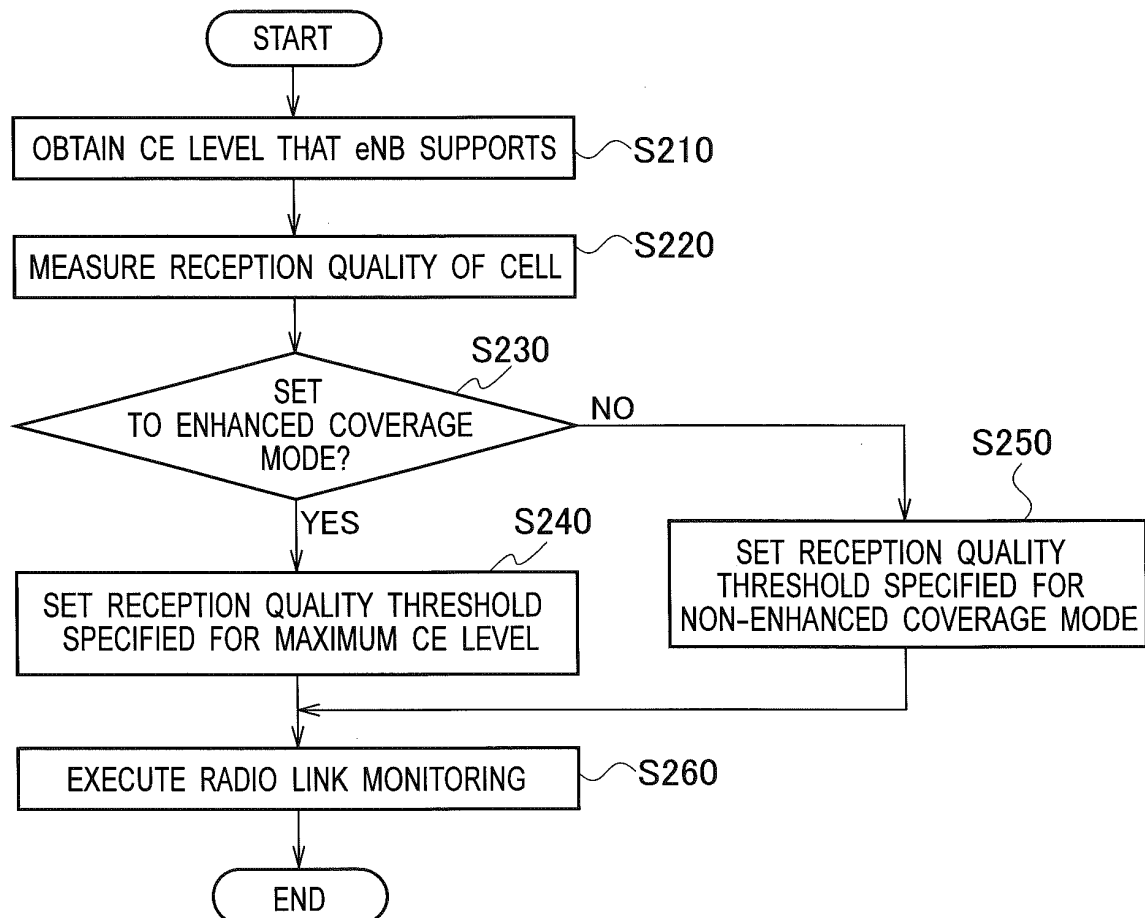 START
OBTAIN CE LEVEL THAT eNB SUPPORTS
S210
MEASURE RECEPTION QUALITY OF CELL
S220
S230
SET
TO ENHANCED COVERAGE
MODE?
NO
YES
S240
SET RECEPTION QUALITY THRESHOLD
SPECIFIED FOR MAXIMUM CE LEVEL
S250
SET RECEPTION QUALITY
THRESHOLD SPECIFIED FOR
NON-ENHANCED COVERAGE MODE
EXECUTE RADIO LINK MONITORING
S260
END